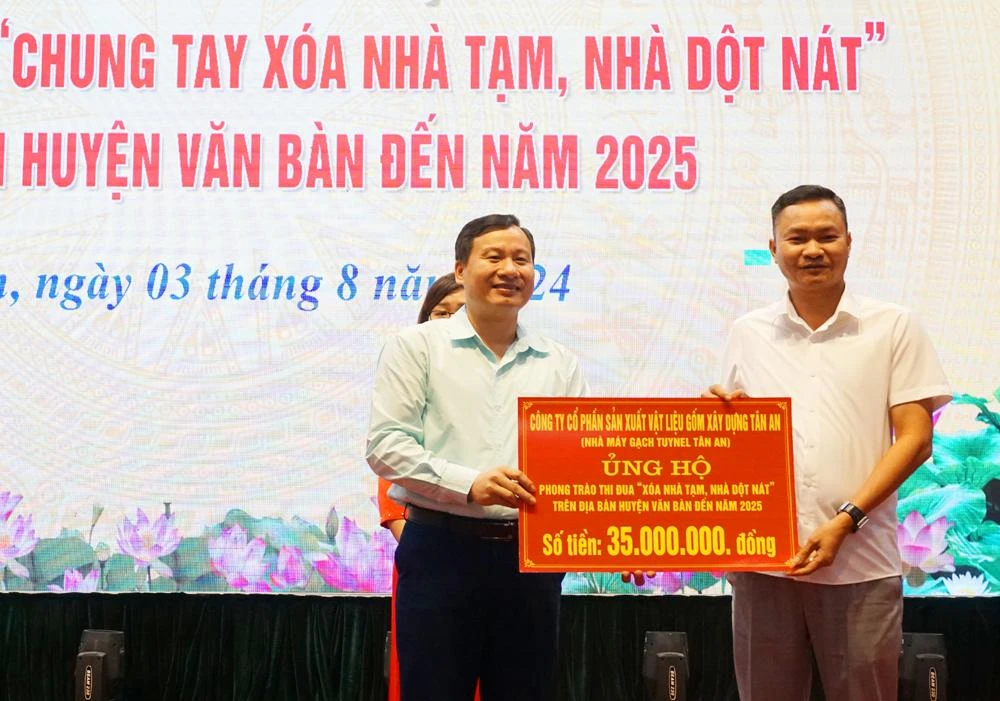 “CHUNG TAY XÓA NHÀ TẠM, NHÀ DỘT NÁT”
HUYỆN VĂN BÀN ĐẾN NĂM 2025
, ngày 03 tháng 8 24
CÔNG TY CỔ PHẦN SẢN XUẤT VẬT LIỆU GỐM XÂY DỰNG TÂN AN
(NHÀ MÁY GẠCH TUYNEL TÂN AN)
ỦNG HỘ
PHONG TRÀO THI ĐUA “XÓA NHÀ TẠM, NHÀ DỘT NÁT”
TRÊN ĐỊA BÀN HUYỆN VĂN BÀN ĐẾN NĂM 2025
Số tiền: 35.000.000. đồng